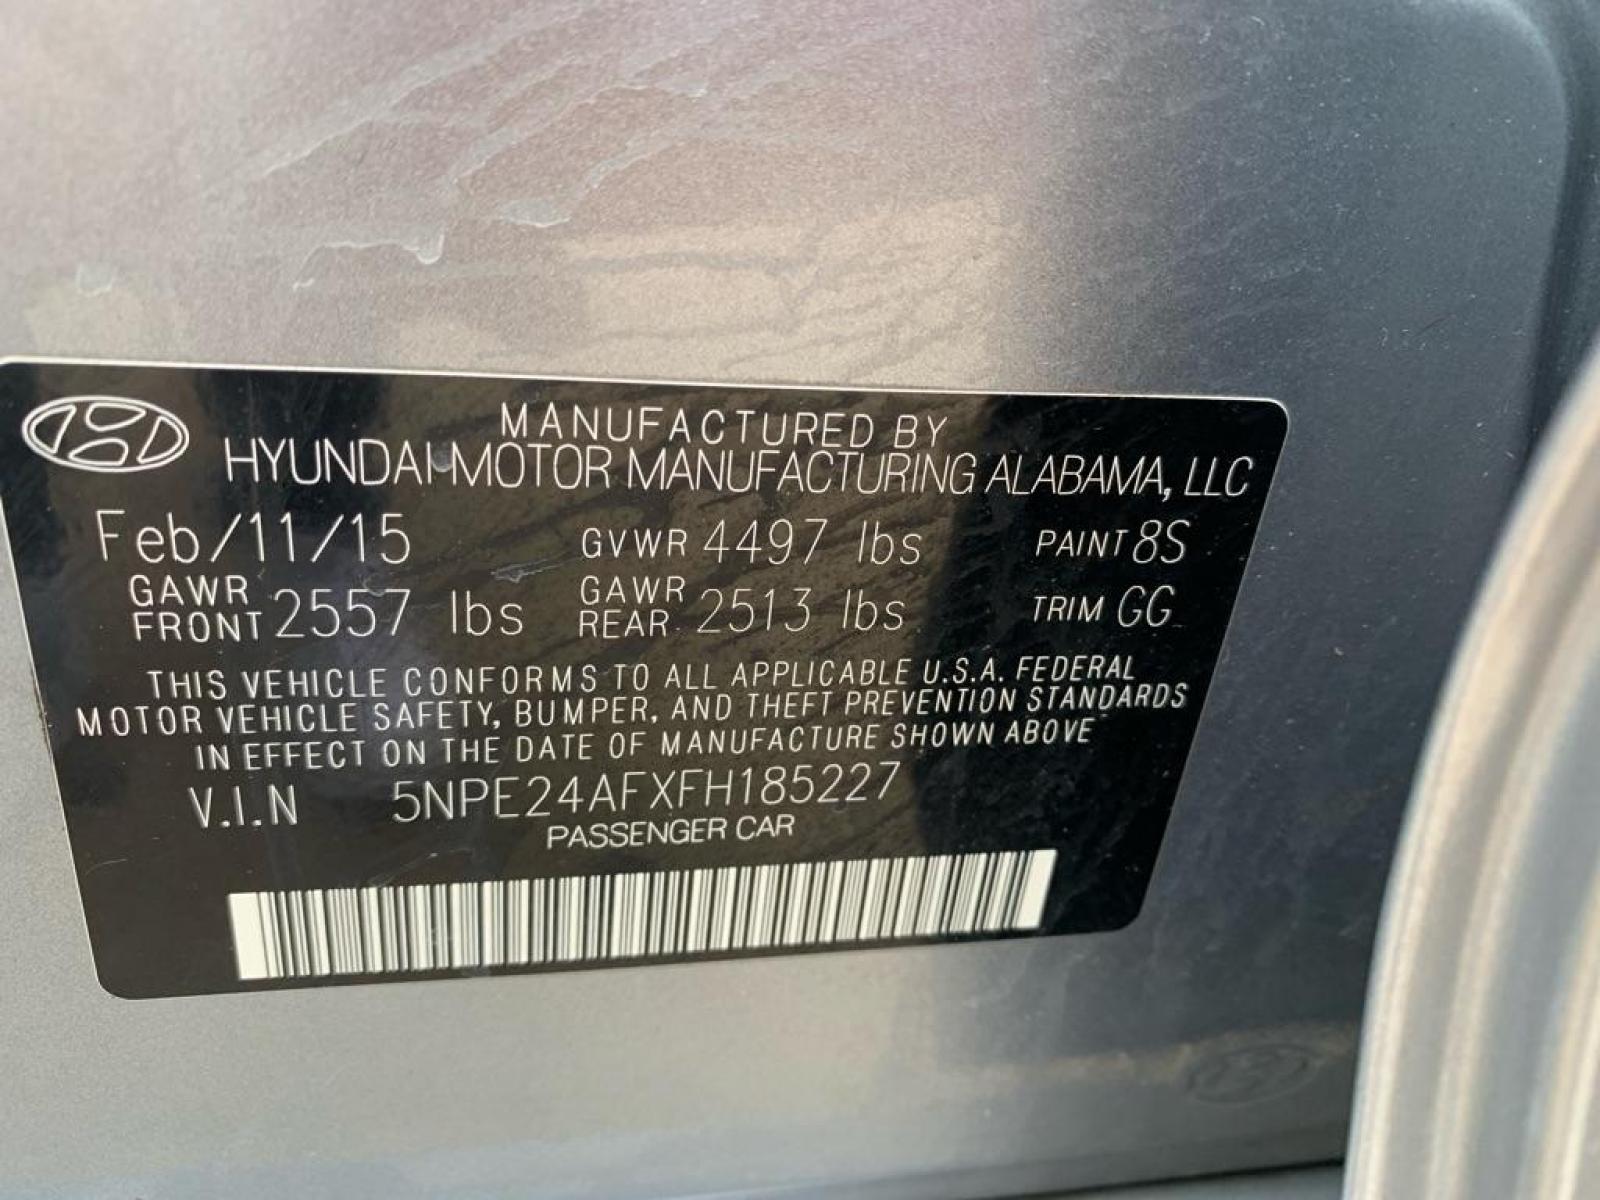 MANUFACTURED BY
HYUNDAI MOTOR MANUFACTURING ALABAMA, LLC
Feb/11/15 GVWR 4497 lbs PAINT 8S
GAWR FRONT 2557 lbs GAWR REAR 2513 lbs TRIM GG
THIS VEHICLE CONFORMS TO ALL APPLICABLE U.S.A. FEDERAL
MOTOR VEHICLE SAFETY, BUMPER, AND THEFT PREVENTION STANDARDS
IN EFFECT ON THE DATE OF MANUFACTURE SHOWN ABOVE
V.I.N 5NPE24AFXFH185227
PASSENGER CAR